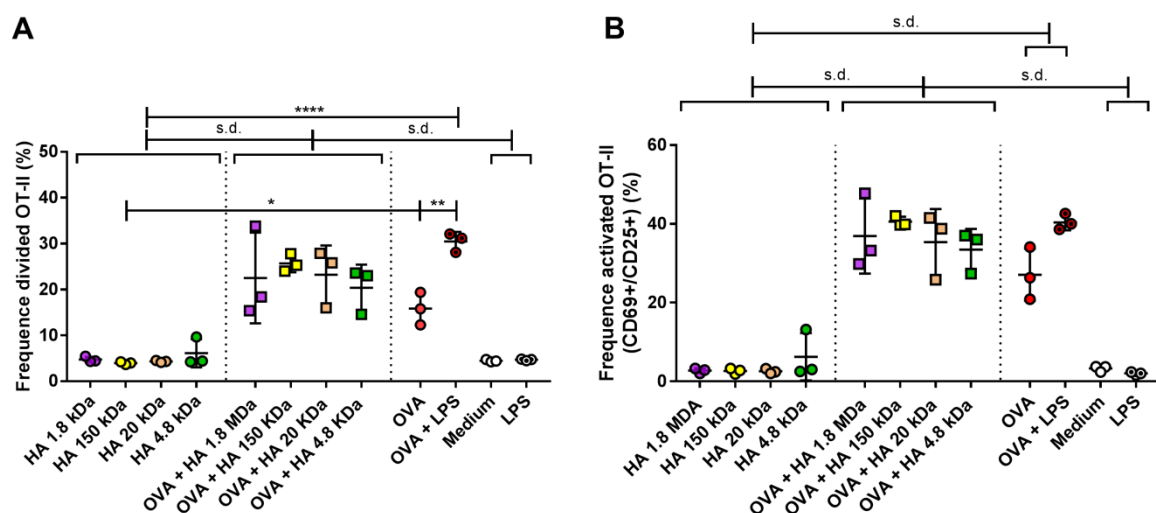 A
****
s.d.
s.d.
Frequence divided OT-II (%)
50
40
30
20
10
0
*
**
HA 1.8 kDa
HA 150 kDa
HA 20 kDa
HA 4.8 kDa
OVA + HA 1.8 MDa
OVA + HA 150 KDa
OVA + HA 20 KDa
OVA + HA 4.8 KDa
OVA
OVA + LPS
Medium
LPS
B
s.d.
s.d.
s.d.
Frequence activated OT-II
(CD69+/CD25+) (%)
60
40
20
0
HA 1.8 MDA
HA 150 kDa
HA 20 kDa
HA 4.8 kDa
OVA + HA 1.8 MDa
OVA + HA 150 kDa
OVA + HA 20 kDa
OVA + HA 4.8 kDa
OVA
OVA + LPS
Medium
LPS